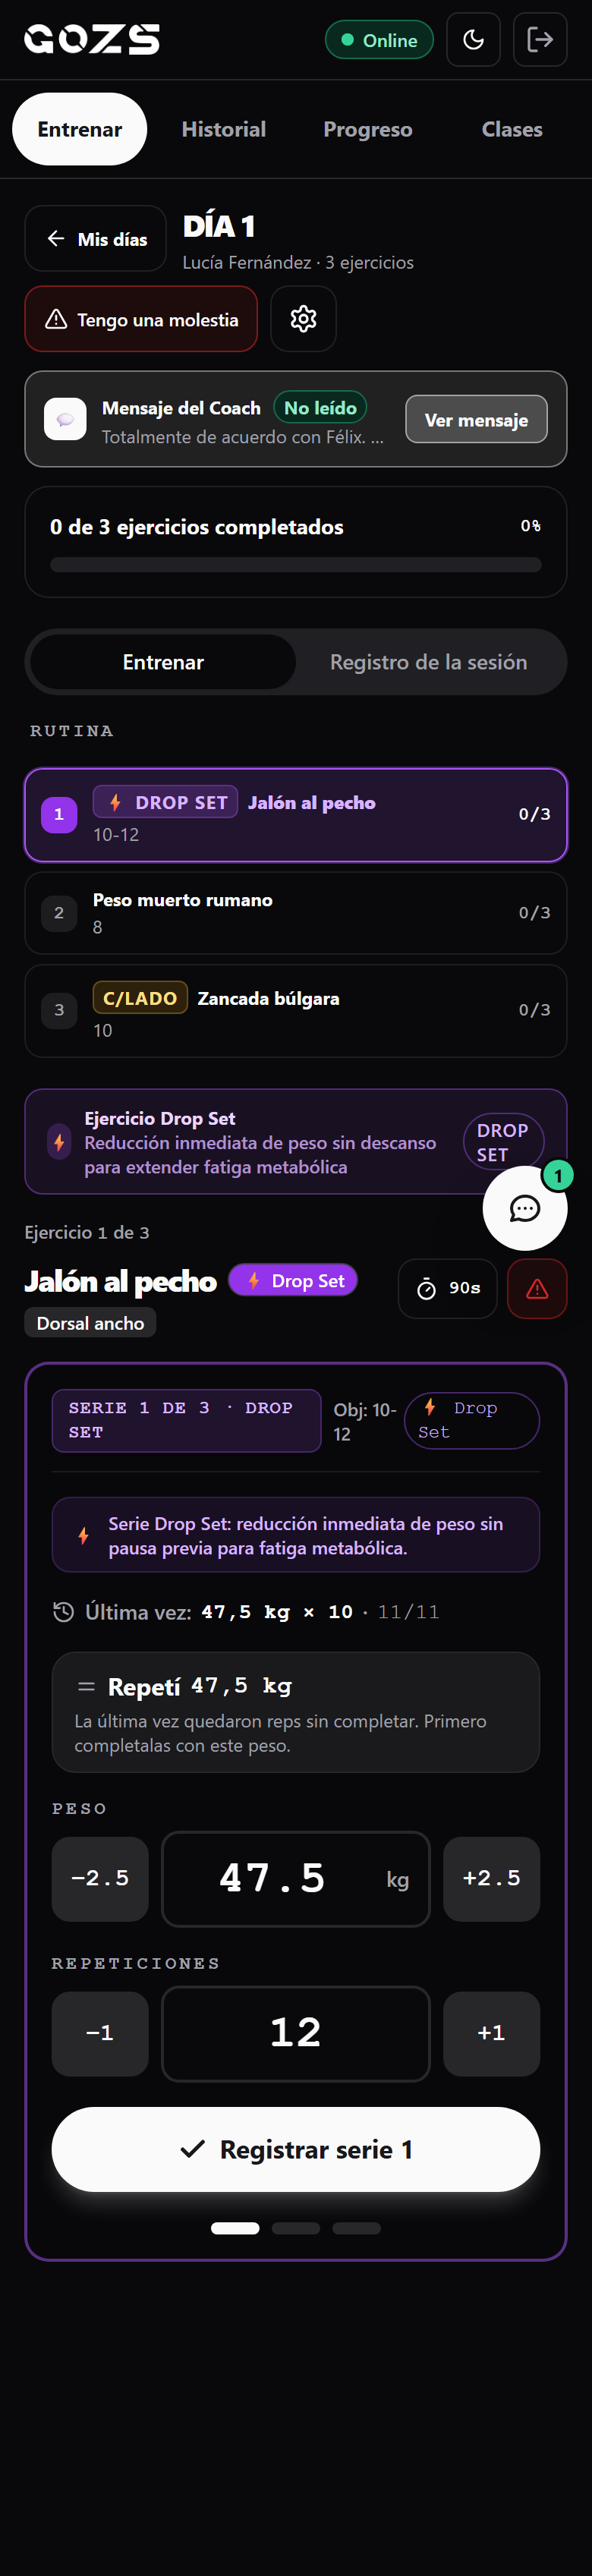 GOZS
Online
Entrenar Historial Progreso Clases
Mis días
DÍA 1
Lucía Fernández · 3 ejercicios
Tengo una molestia
Mensaje del Coach No leído
Totalmente de acuerdo con Félix. ...
Ver mensaje
0 de 3 ejercicios completados 0%
Entrenar Registro de la sesión
RUTINA
1 DROP SET Jalón al pecho 0/3
10-12
2 Peso muerto rumano 0/3
8
3 C/LADO Zancada búlgara 0/3
10
Ejercicio Drop Set
Reducción inmediata de peso sin descanso
para extender fatiga metabólica
DROP
SET
1
Ejercicio 1 de 3
Jalón al pecho Drop Set 90s
Dorsal ancho
SERIE 1 DE 3 · DROP
SET
Obj: 10-
12
Drop
Set
Serie Drop Set: reducción inmediata de peso sin
pausa previa para fatiga metabólica.
Última vez: 47,5 kg × 10 · 11/11
= Repetí 47,5 kg
La última vez quedaron reps sin completar. Primero
completalas con este peso.
PESO
−2.5 47.5 kg +2.5
REPETICIONES
−1 12 +1
Registrar serie 1